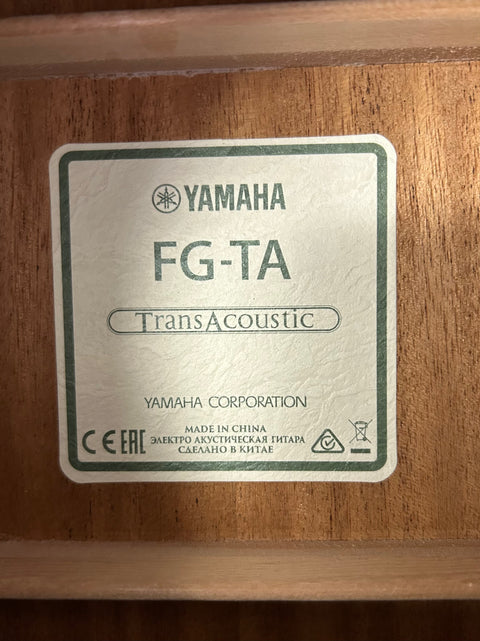 YAMAHA
FG-TA
TransAcoustic
YAMAHA CORPORATION
MADE IN CHINA
ЭЛЕКТРО АКУСТИЧЕСКАЯ ГИТАРА
СДЕЛАНО В КИТАЕ
CE EAC